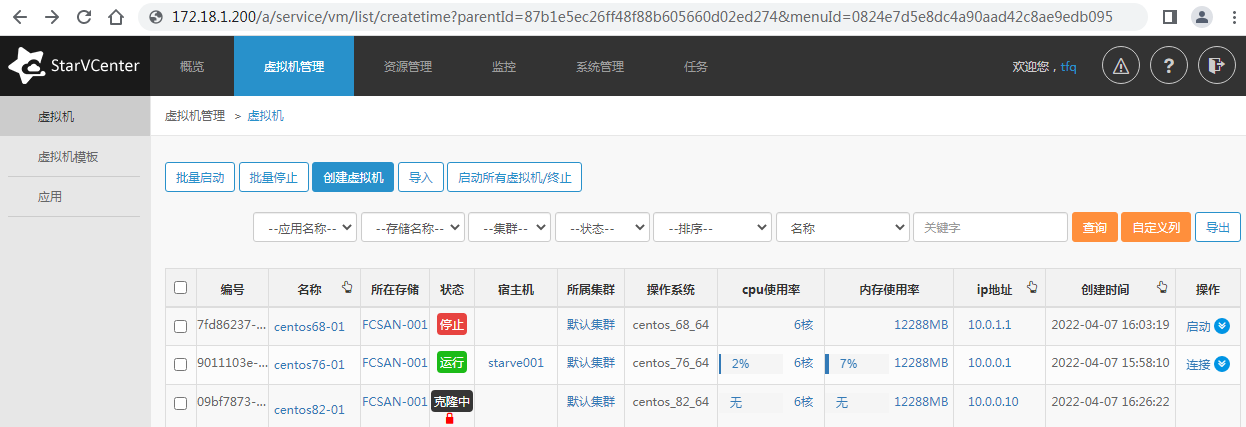 172.18.1.200/a/service/vm/list/createtime?parentId=87b1e5ec26ff48f88b605660d02ed274&menuId=0824e7d5e8dc4a90aad42c8ae9edb095
StarVCenter 概览 虚拟机管理 资源管理 监控 系统管理 任务 欢迎您，tfq ?
虚拟机
虚拟机模板
应用
虚拟机管理 > 虚拟机
批量启动 批量停止 创建虚拟机 导入 启动所有虚拟机/终止
--应用名称-- --存储名称-- --集群-- --状态-- --排序-- 名称 关键字 查询 自定义列 导出
编号 名称 所在存储 状态 宿主机 所属集群 操作系统 cpu使用率 内存使用率 ip地址 创建时间 操作
7fd86237-... centos68-01 FCSAN-001 停止 默认集群 centos_68_64 6核 12288MB 10.0.1.1 2022-04-07 16:03:19 启动
9011103e-... centos76-01 FCSAN-001 运行 starve001 默认集群 centos_76_64 2% 6核 7% 12288MB 10.0.0.1 2022-04-07 15:58:10 连接
09bf7873-... centos82-01 FCSAN-001 克隆中 默认集群 centos_82_64 无 6核 无 12288MB 10.0.0.10 2022-04-07 16:26:22